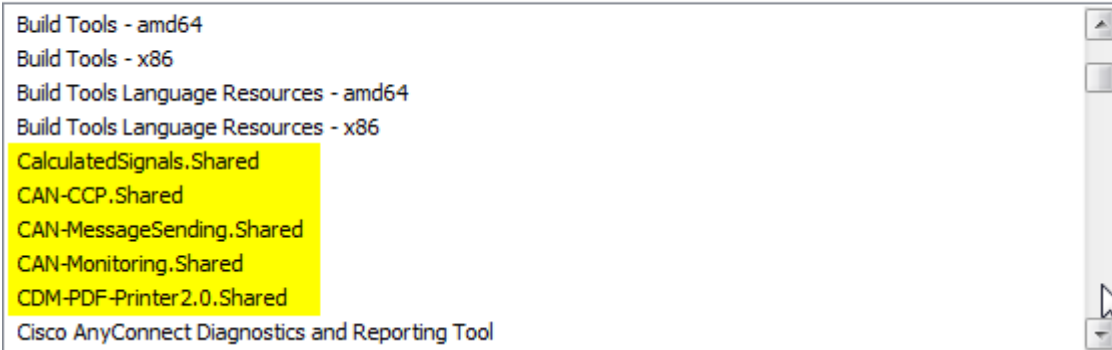 Build Tools - amd64
Build Tools - x86
Build Tools Language Resources - amd64
Build Tools Language Resources - x86
CalculatedSignals.Shared
CAN-CCP.Shared
CAN-MessageSending.Shared
CAN-Monitoring.Shared
CDM-PDF-Printer2.0.Shared
Cisco AnyConnect Diagnostics and Reporting Tool